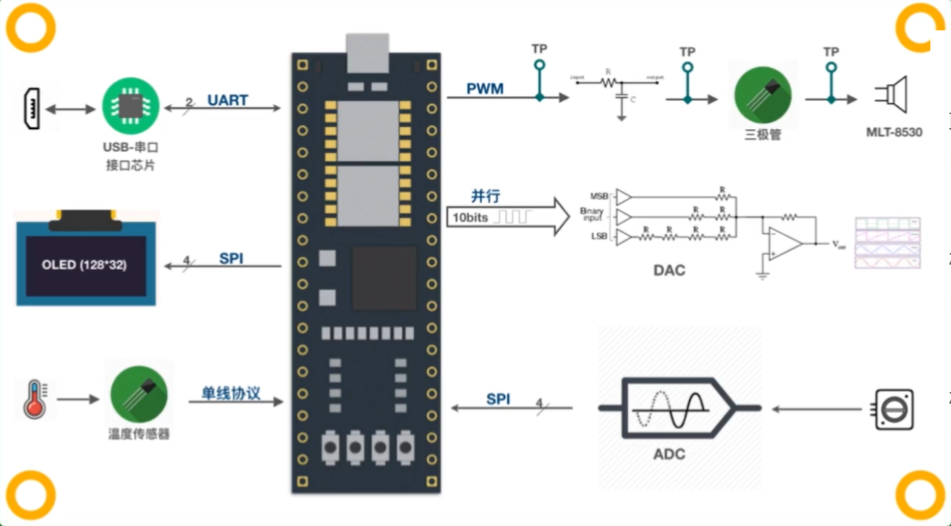 TP
TP
TP
PWM
R
C
三极管
MLT-8530
2
UART
USB-串口
接口芯片
并行
10bits
MSB
Binary
input
LSB
R
R
R
R
R
R
R
DAC
OLED (128*32)
4
SPI
单线协议
温度传感器
SPI
4
ADC